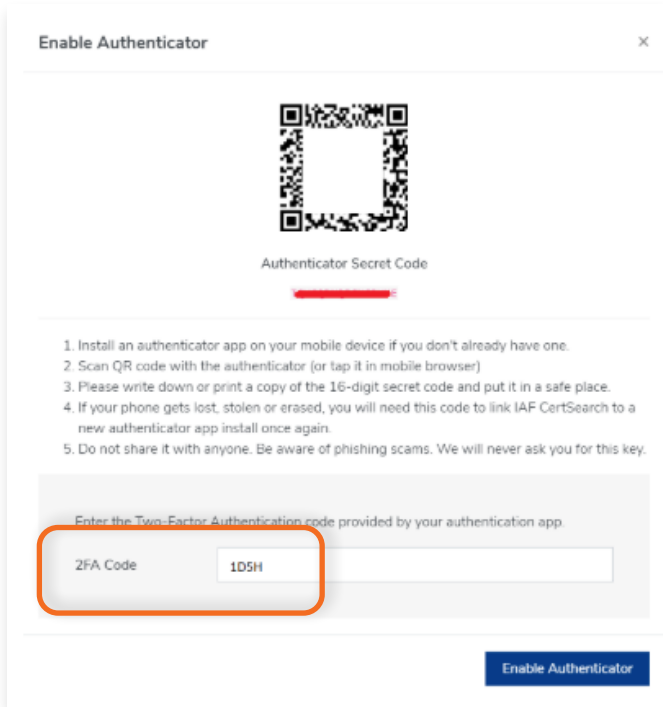 Enable Authenticator ×
Authenticator Secret Code
1. Install an authenticator app on your mobile device if you don't already have one.
2. Scan QR code with the authenticator (or tap it in mobile browser)
3. Please write down or print a copy of the 16-digit secret code and put it in a safe place.
4. If your phone gets lost, stolen or erased, you will need this code to link IAF CertSearch to a
new authenticator app install once again.
5. Do not share it with anyone. Be aware of phishing scams. We will never ask you for this key.
Enter the Two-Factor Authentication code provided by your authentication app.
2FA Code 1D5H
Enable Authenticator